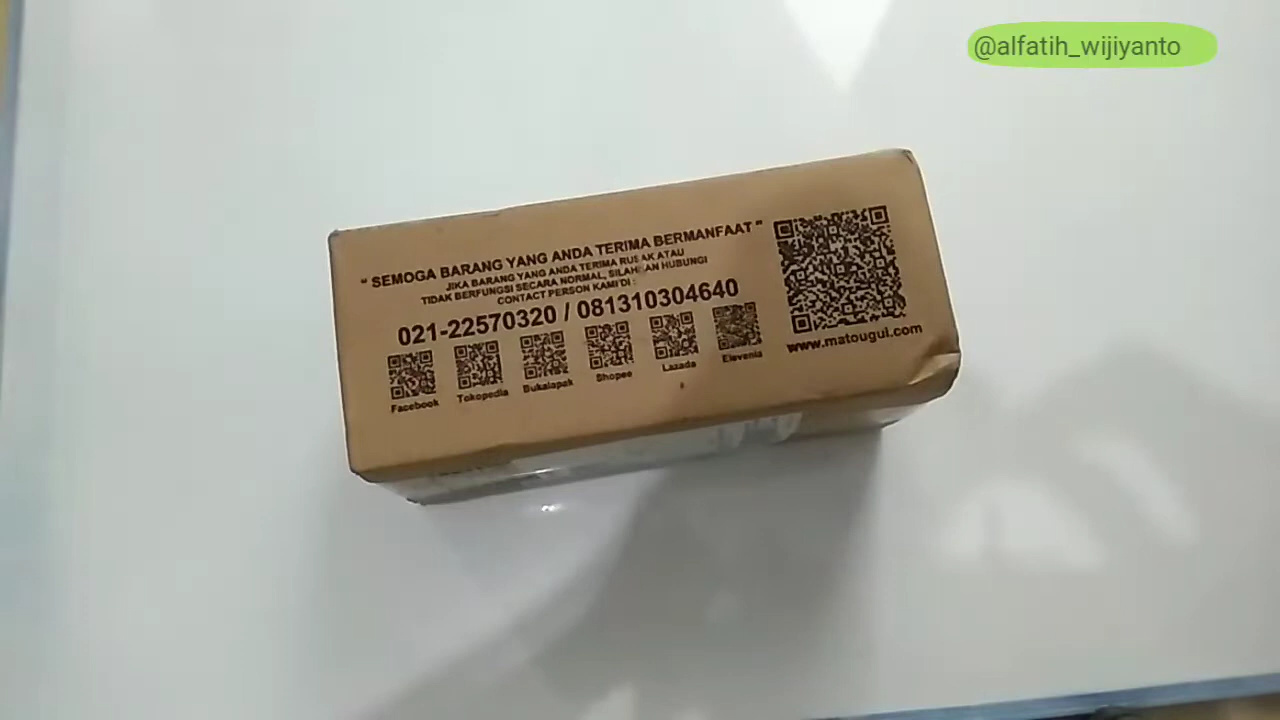 @alfatih_wijiyanto
" SEMOGA BARANG YANG ANDA TERIMA BERMANFAAT "
JIKA BARANG YANG ANDA TERIMA RUSAK ATAU
TIDAK BERFUNGSI SECARA NORMAL, SILAHKAN HUBUNGI
CONTACT PERSON KAMI DI :
021-22570320 / 081310304640
Facebook Tokopedia Bukalapak Shopee Lazada Elevenia
www.matougui.com